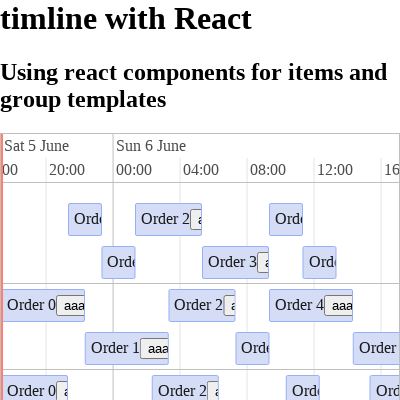 timline with React
Using react components for items and
group templates
Sat 5 June Sun 6 June
00 20:00 00:00 04:00 08:00 12:00 16
Orde Order 2 a Orde
Orde Order 3 a Orde
Order 0 aaa Order 2 a Order 4 aaa
Order 1 aaa Orde Order
Order 0 a Order 2 a Orde Orde